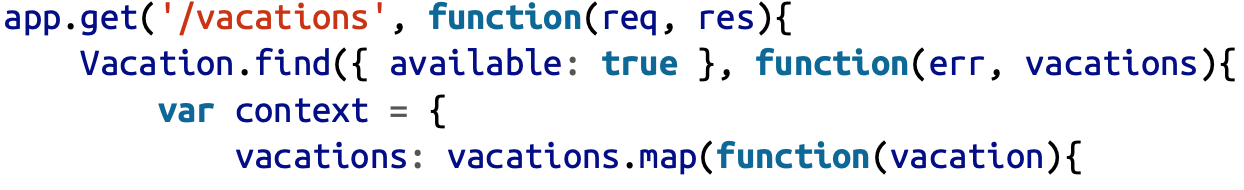 app.get('/vacations', function(req, res){
    Vacation.find({ available: true }, function(err, vacations){
        var context = {
            vacations: vacations.map(function(vacation){